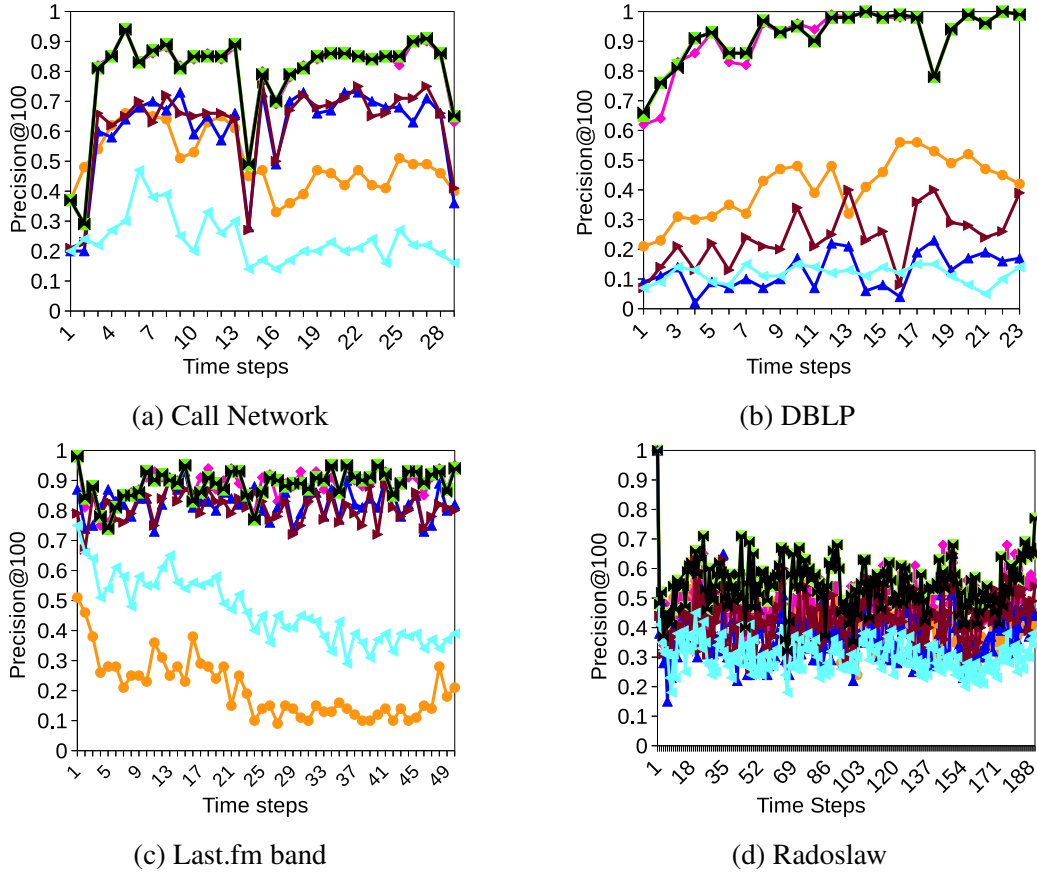 Precision@100
1
0.9
0.8
0.7
0.6
0.5
0.4
0.3
0.2
0.1
0
1 4 7 10 13 16 19 22 25 28
Time steps
(a) Call Network
Precision@100
1
0.9
0.8
0.7
0.6
0.5
0.4
0.3
0.2
0.1
0
1 3 5 7 9 11 13 15 17 19 21 23
Time steps
(b) DBLP
Precision@100
1
0.9
0.8
0.7
0.6
0.5
0.4
0.3
0.2
0.1
0
1 5 9 13 17 21 25 29 33 37 41 45 49
Time steps
(c) Last.fm band
Precision@100
1
0.9
0.8
0.7
0.6
0.5
0.4
0.3
0.2
0.1
0
1 18 35 52 69 86 103 120 137 154 171 188
Time Steps
(d) Radoslaw